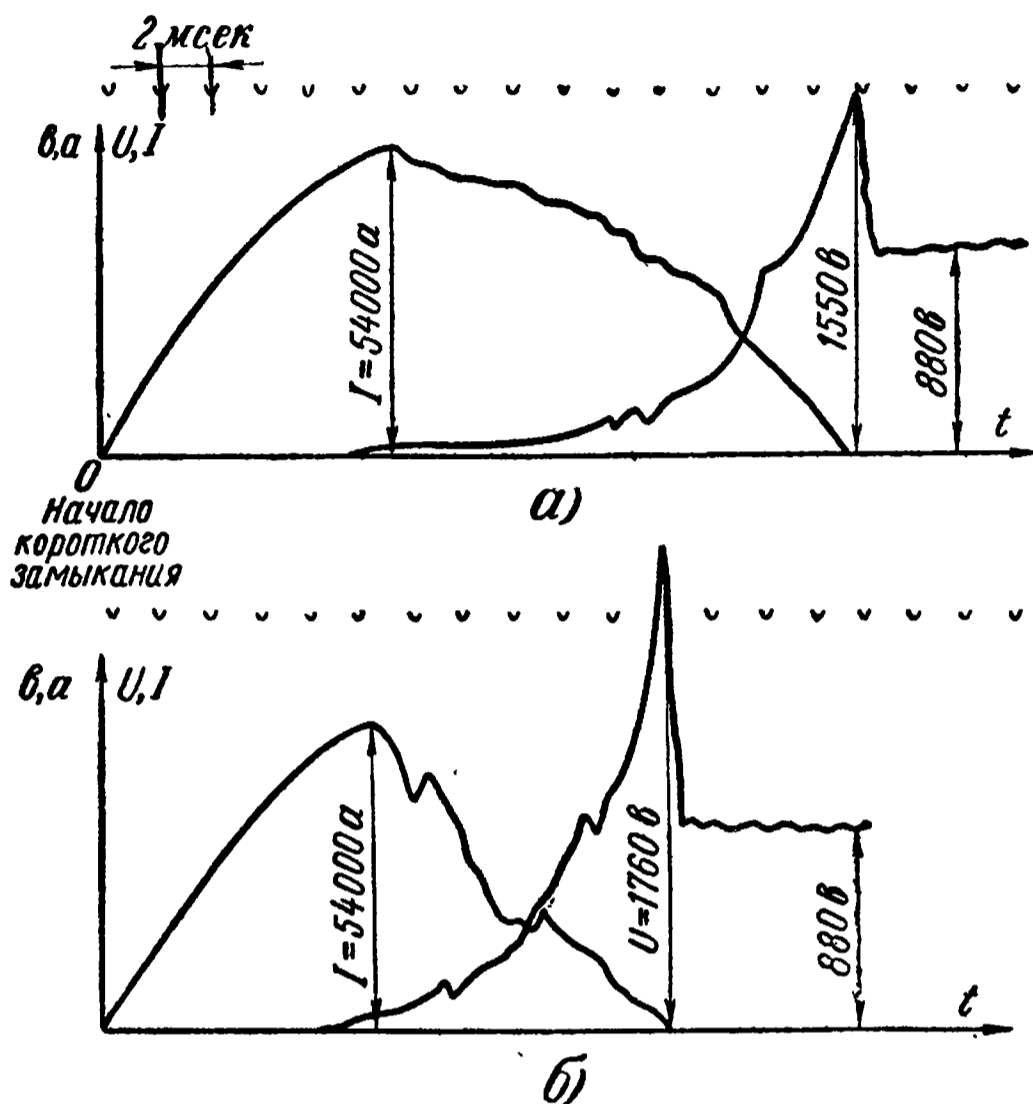 2 мсек
в,а U, I
I=54000а
1550в
880в
t
0
Начало
короткого
замыкания
а)
в,а U, I
I=54000а
U=1760в
880в
t
б)